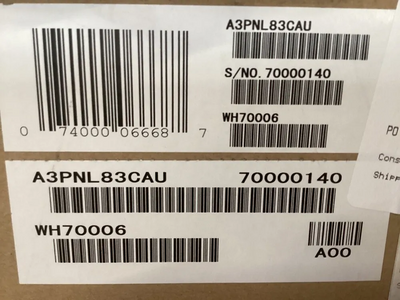 A3PNL83CAU
S/NO. 70000140
WH70006
0 74000 06668 7
PO
Cons
Shipp
A3PNL83CAU 70000140
WH70006
A00